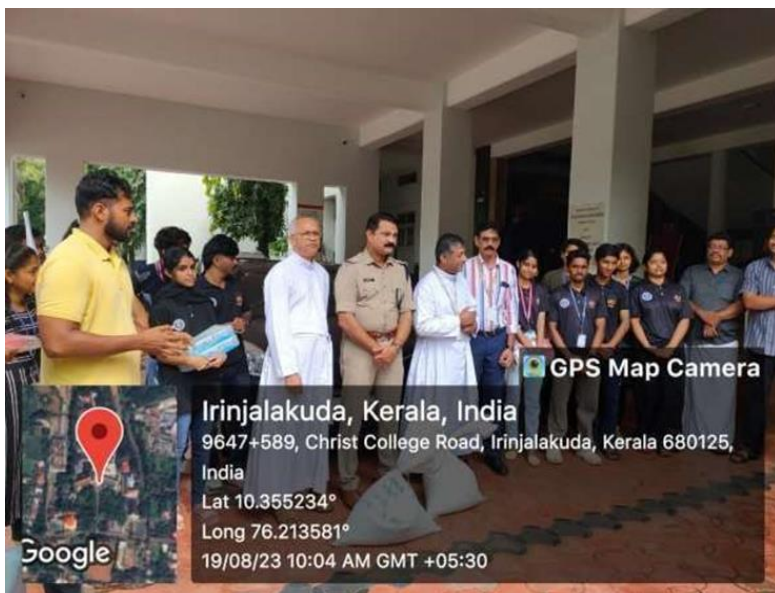 GPS Map Camera
Irinjalakuda, Kerala, India
9647+589, Christ College Road, Irinjalakuda, Kerala 680125,
India
Lat 10.355234°
Long 76.213581°
19/08/23 10:04 AM GMT +05:30
Google